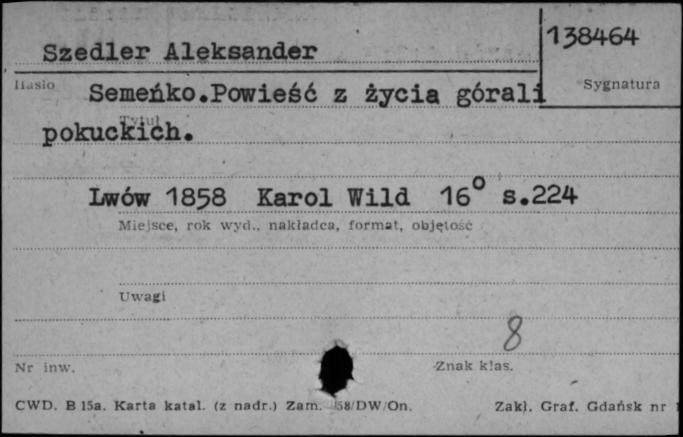 138464
Szedler Aleksander
Hasło
Sygnatura
Semeńko.Powieść z życia górali
Tytuł
pokuckich.
Lwów 1858 Karol Wild 16° s.224
Miejsce, rok wyd., nakładca, format, objętość
Uwagi
8
Nr inw.
Znak klas.
CWD. B 15a. Karta katal. (z nadr.) Zam. 58/DW/On.
Zakł. Graf. Gdańsk nr